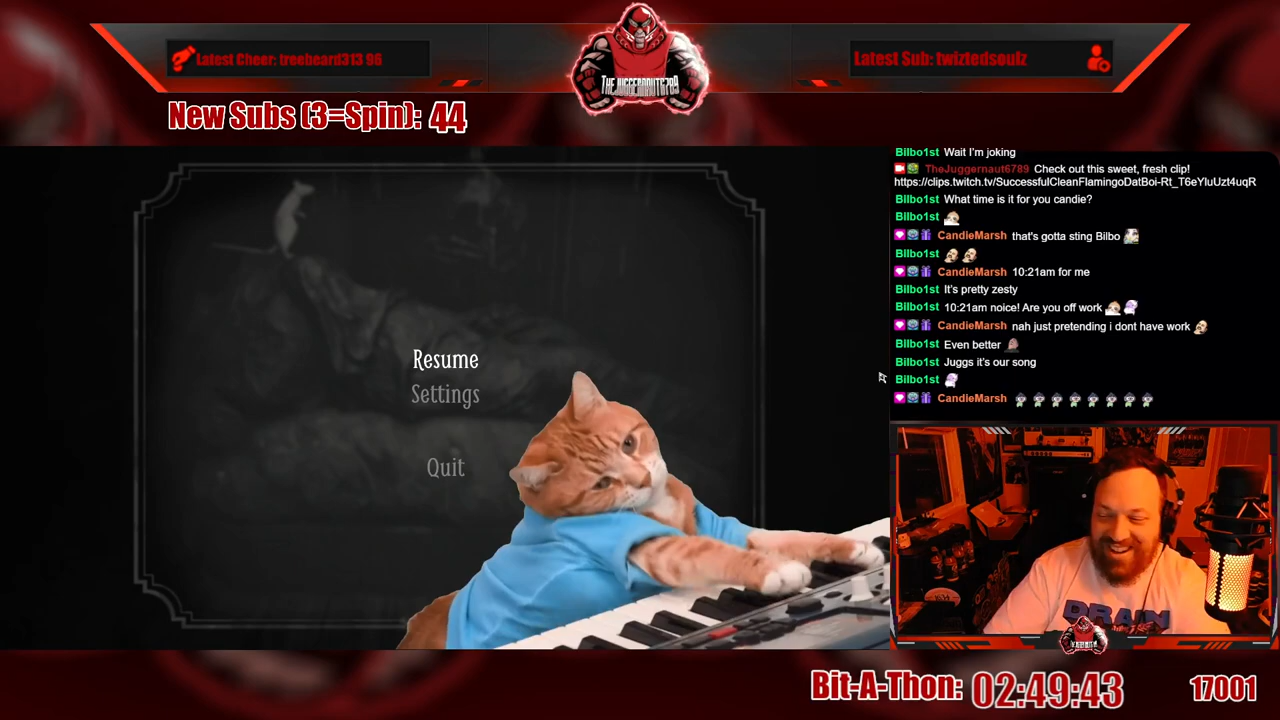 Latest Cheer: treebeard313 96
THEJUGGERNAUT6789
Latest Sub: twiztedsoulz
New Subs (3=Spin): 44
Resume
Settings
Quit
Bilbo1st Wait I'm joking
TheJuggernaut6789 Check out this sweet, fresh clip!
https://clips.twitch.tv/SuccessfulCleanFlamingoDatBoi-Rt_T6eYluUzt4uqR
Bilbo1st What time is it for you candie?
Bilbo1st
CandieMarsh that's gotta sting Bilbo
Bilbo1st
CandieMarsh 10:21am for me
Bilbo1st It's pretty zesty
Bilbo1st 10:21am noice! Are you off work
CandieMarsh nah just pretending i dont have work
Bilbo1st Even better
Bilbo1st Juggs it's our song
Bilbo1st
CandieMarsh
DRAIN
Bit-A-Thon: 02:49:43 17001